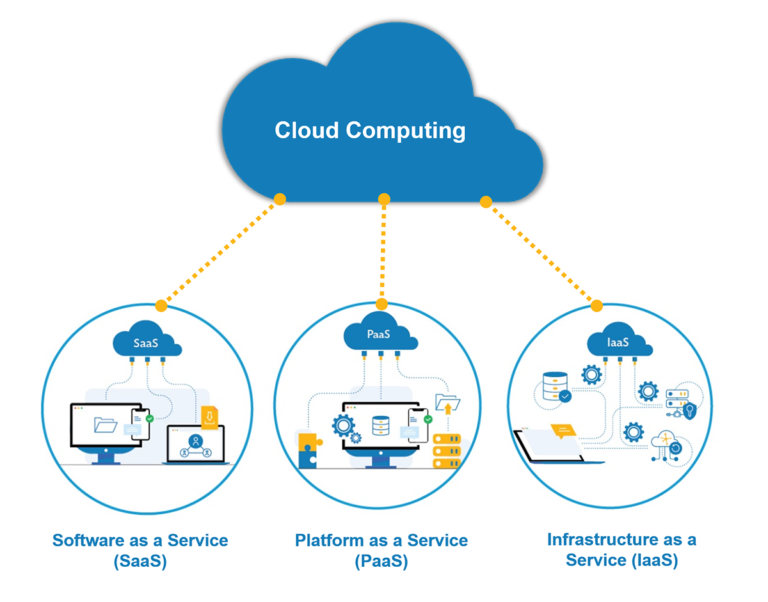 Cloud Computing
SaaS
PaaS
IaaS
Software as a Service
(SaaS)
Platform as a Service
(PaaS)
Infrastructure as a
Service (IaaS)